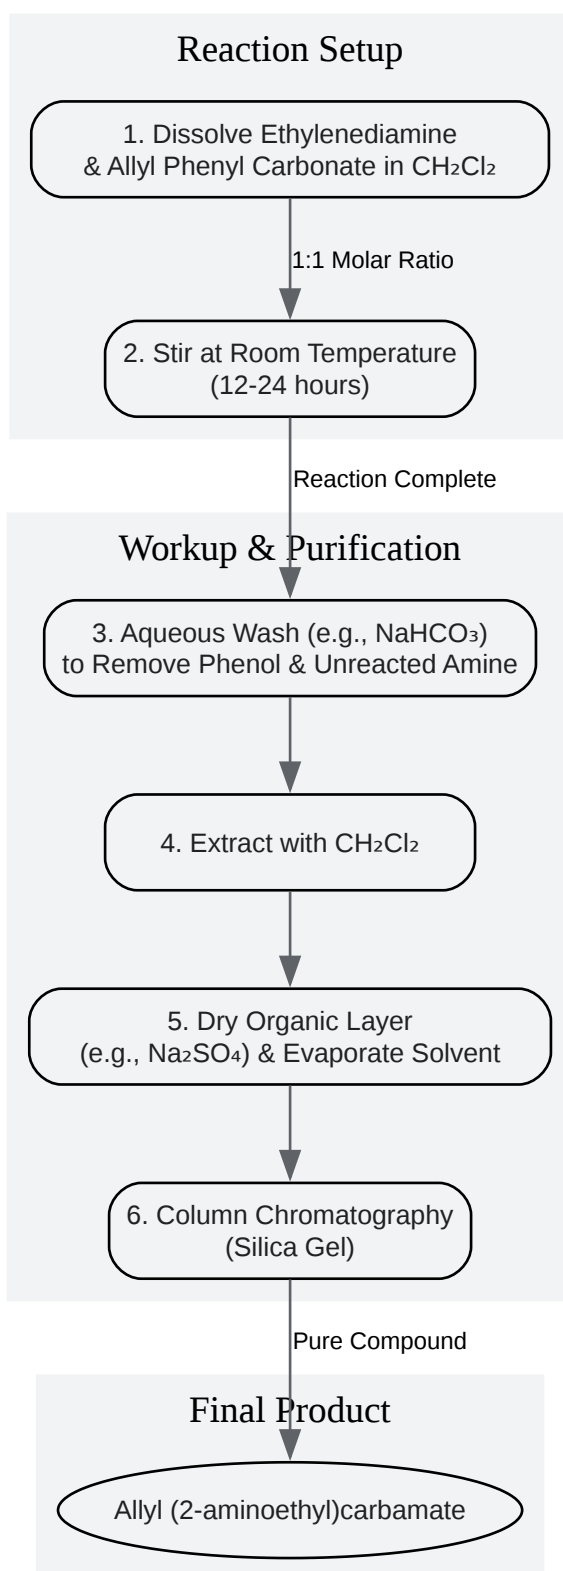 Reaction Setup
1. Dissolve Ethylenediamine
& Allyl Phenyl Carbonate in CH₂Cl₂
1:1 Molar Ratio
2. Stir at Room Temperature
(12-24 hours)
Reaction Complete
Workup & Purification
3. Aqueous Wash (e.g., NaHCO₃)
to Remove Phenol & Unreacted Amine
4. Extract with CH₂Cl₂
5. Dry Organic Layer
(e.g., Na₂SO₄) & Evaporate Solvent
6. Column Chromatography
(Silica Gel)
Pure Compound
Final Product
Allyl (2-aminoethyl)carbamate